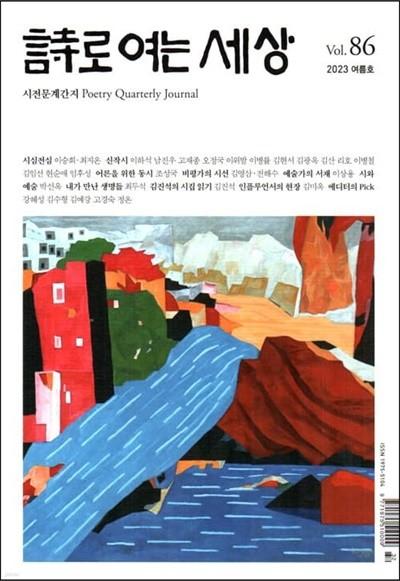 詩로 여는 세상
Vol. 86
2023 여름호
시전문계간지 Poetry Quarterly Journal
시심전심 이승희·최지온 신작시 이하석 남진우 고재종 오정국 이위발 이병률 김현서 김광옥 김산 리호 이병철
김임선 현순애 임후성 어른을 위한 동시 조성국 비평가의 시선 김영삼·전해수 예술가의 서재 이상용 시와
예술 박선옥 내가 만난 생명들 최두석 김진석의 시집 읽기 김진석 인플루언서의 현장 김미옥 에디터의 Pick
강혜성 김수형 김예강 고경숙 정온
ISSN 1975-5104